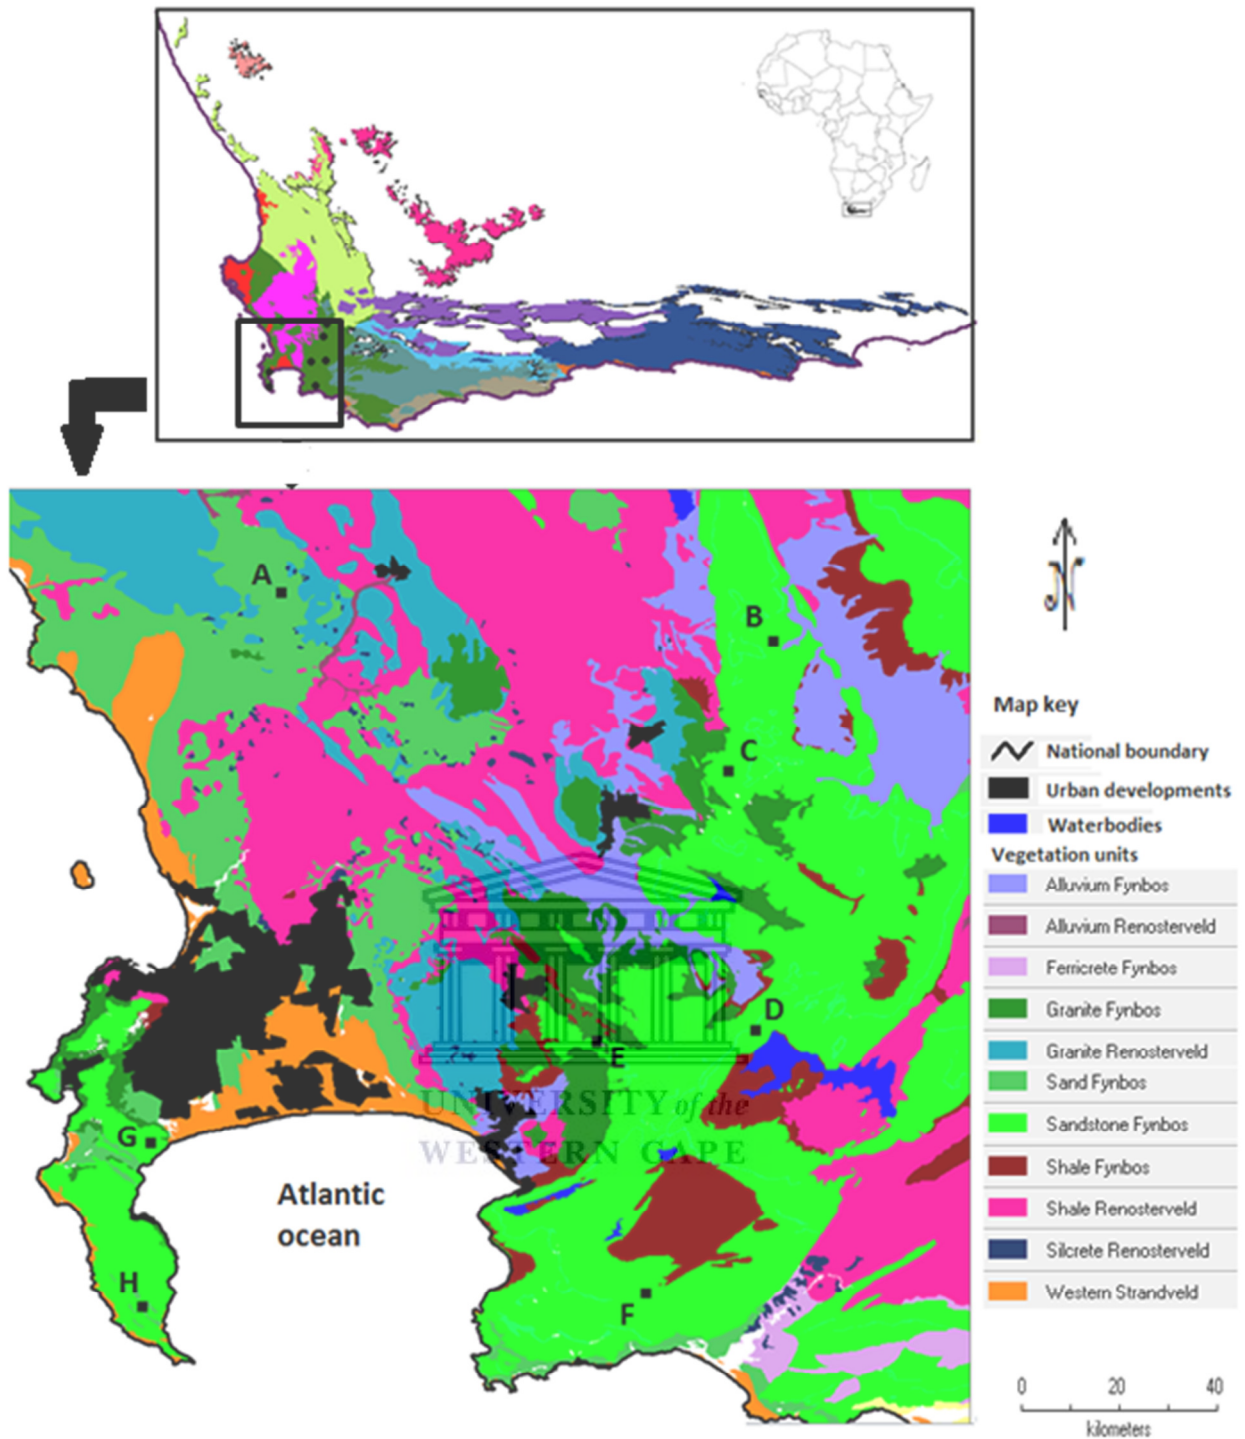 A
B
C
D
E
F
G
H
Atlantic
ocean
UNIVERSITY of the
WESTERN CAPE
N
Map key
National boundary
Urban developments
Waterbodies
Vegetation units
Alluvium Fynbos
Alluvium Renosterveld
Ferricrete Fynbos
Granite Fynbos
Granite Renosterveld
Sand Fynbos
Sandstone Fynbos
Shale Fynbos
Shale Renosterveld
Silcrete Renosterveld
Western Strandveld
0 20 40
kilometers